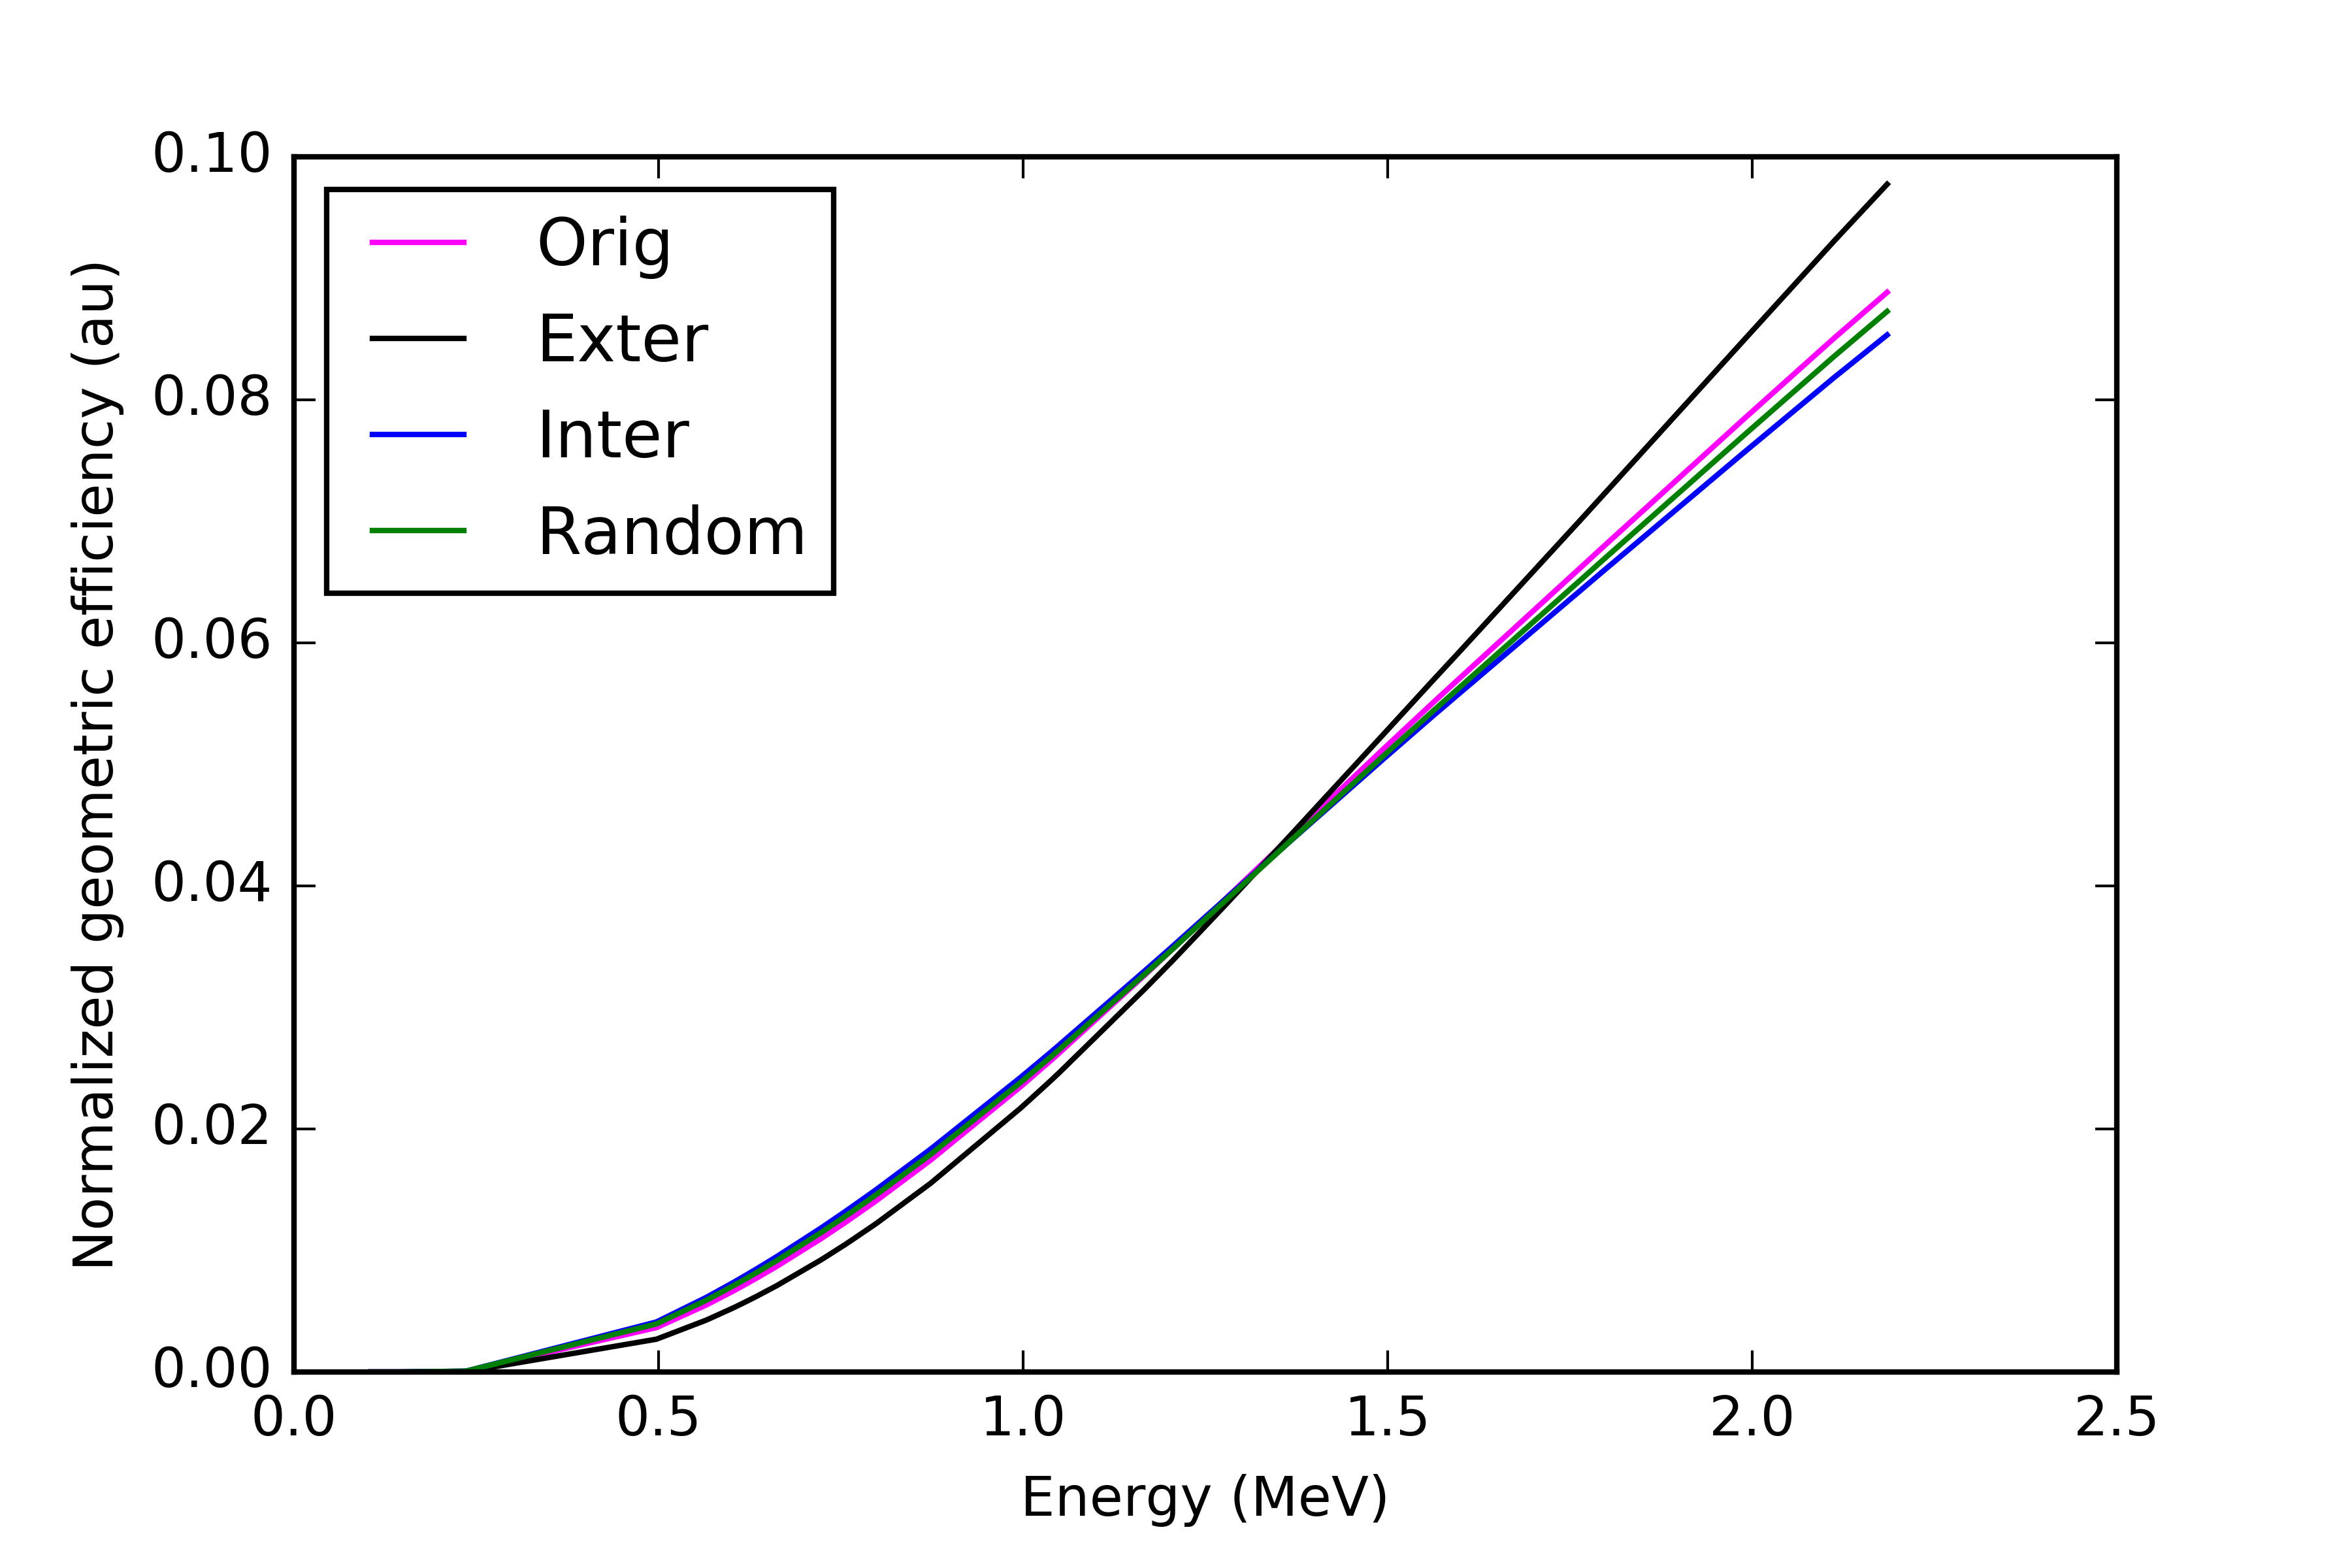 0.10
0.08
0.06
0.04
0.02
0.00
Normalized geometric efficiency (au)
Orig
Exter
Inter
Random
0.0 0.5 1.0 1.5 2.0 2.5
Energy (MeV)